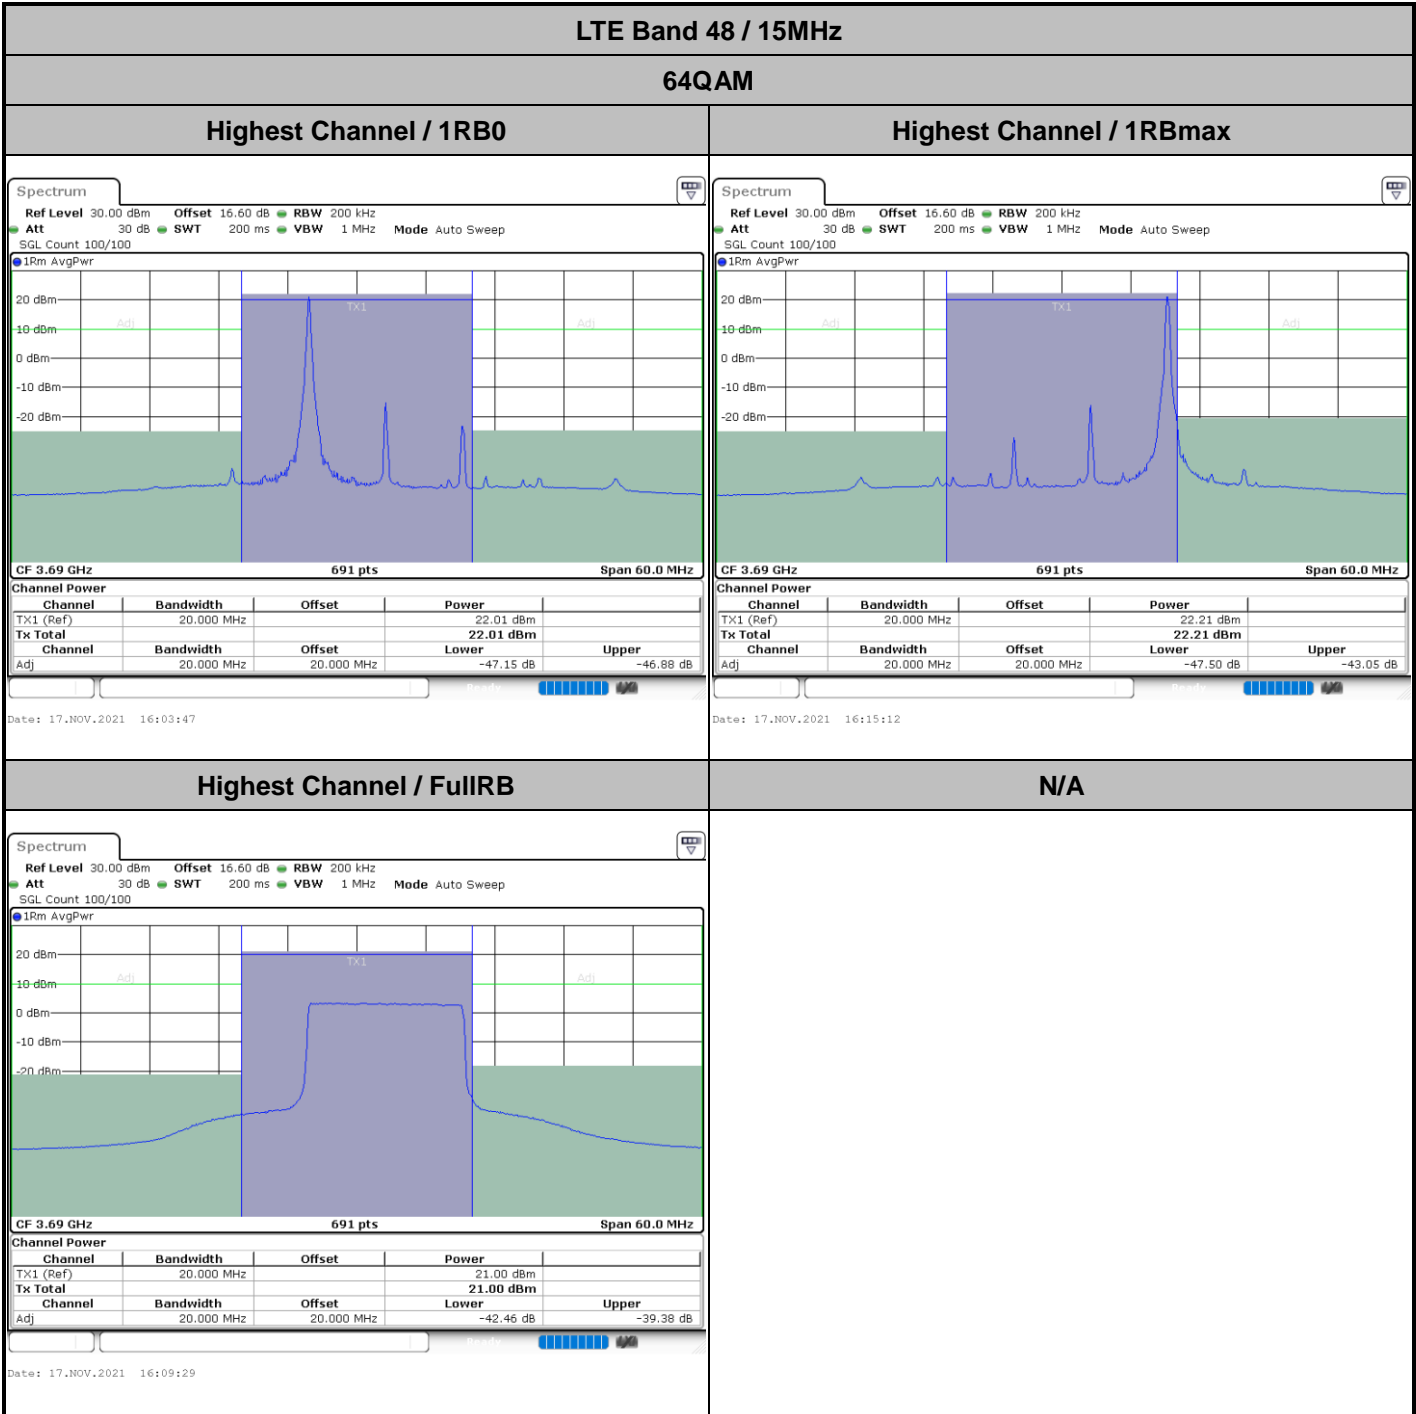 LTE Band 48 / 15MHz
64QAM
Highest Channel / 1RB0
Highest Channel / 1RBmax
Spectrum
Ref Level 30.00 dBm Offset 16.60 dB RBW 200 kHz
Att 30 dB SWT 200 ms VBW 1 MHz Mode Auto Sweep
SGL Count 100/100
1Rm AvgPwr
TX1
20 dBm
Adj
Adj
10 dBm
0 dBm
-10 dBm
-20 dBm
CF 3.69 GHz 691 pts Span 60.0 MHz
Channel Power
Channel Bandwidth Offset Power
TX1 (Ref) 20.000 MHz 22.01 dBm
Tx Total 22.01 dBm
Channel Bandwidth Offset Lower Upper
Adj 20.000 MHz 20.000 MHz -47.15 dB -46.88 dB
Ready
Date: 17.NOV.2021 16:03:47
Spectrum
Ref Level 30.00 dBm Offset 16.60 dB RBW 200 kHz
Att 30 dB SWT 200 ms VBW 1 MHz Mode Auto Sweep
SGL Count 100/100
1Rm AvgPwr
TX1
20 dBm
Adj
Adj
10 dBm
0 dBm
-10 dBm
-20 dBm
CF 3.69 GHz 691 pts Span 60.0 MHz
Channel Power
Channel Bandwidth Offset Power
TX1 (Ref) 20.000 MHz 22.21 dBm
Tx Total 22.21 dBm
Channel Bandwidth Offset Lower Upper
Adj 20.000 MHz 20.000 MHz -47.50 dB -43.05 dB
Ready
Date: 17.NOV.2021 16:15:12
Highest Channel / FullRB
N/A
Spectrum
Ref Level 30.00 dBm Offset 16.60 dB RBW 200 kHz
Att 30 dB SWT 200 ms VBW 1 MHz Mode Auto Sweep
SGL Count 100/100
1Rm AvgPwr
20 dBm
TX1
Adj
Adj
10 dBm
0 dBm
-10 dBm
-20 dBm
CF 3.69 GHz 691 pts Span 60.0 MHz
Channel Power
Channel Bandwidth Offset Power
TX1 (Ref) 20.000 MHz 21.00 dBm
Tx Total 21.00 dBm
Channel Bandwidth Offset Lower Upper
Adj 20.000 MHz 20.000 MHz -42.46 dB -39.38 dB
Ready
Date: 17.NOV.2021 16:09:29